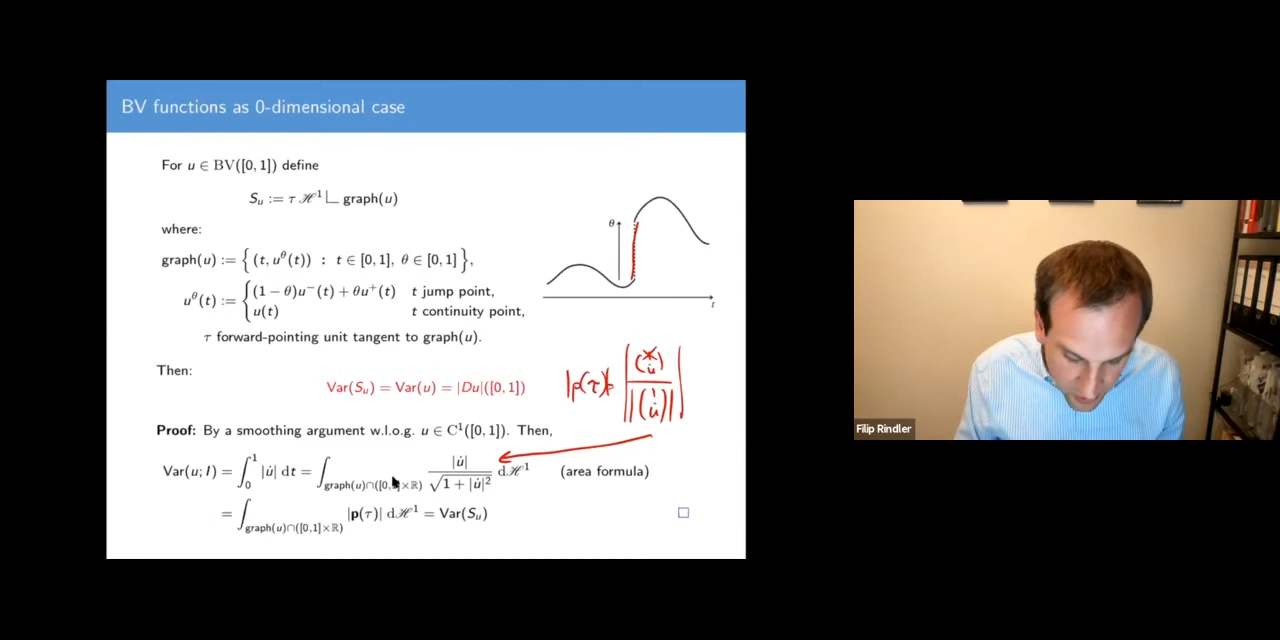 BV functions as 0-dimensional case
For u ∈ BV([0, 1]) define
S_u := τ ℋ¹ ⌞ graph(u)
where:
graph(u) := { (t, u^θ(t)) : t ∈ [0, 1], θ ∈ [0, 1] },
u^θ(t) := { (1 − θ)u⁻(t) + θu⁺(t) t jump point,
u(t) t continuity point,
τ forward-pointing unit tangent to graph(u).
θ
t
Then:
Var(S_u) = Var(u) = |Du|([0, 1])
|p(τ)|
Proof: By a smoothing argument w.l.o.g. u ∈ C¹([0, 1]). Then,
Var(u; I) = ∫₀¹ |u̇| dt = ∫_{graph(u)∩([0,1]×ℝ)} |u̇| / √(1 + |u̇|²) dℋ¹ (area formula)
= ∫_{graph(u)∩([0,1]×ℝ)} |p(τ)| dℋ¹ = Var(S_u) □
Filip Rindler